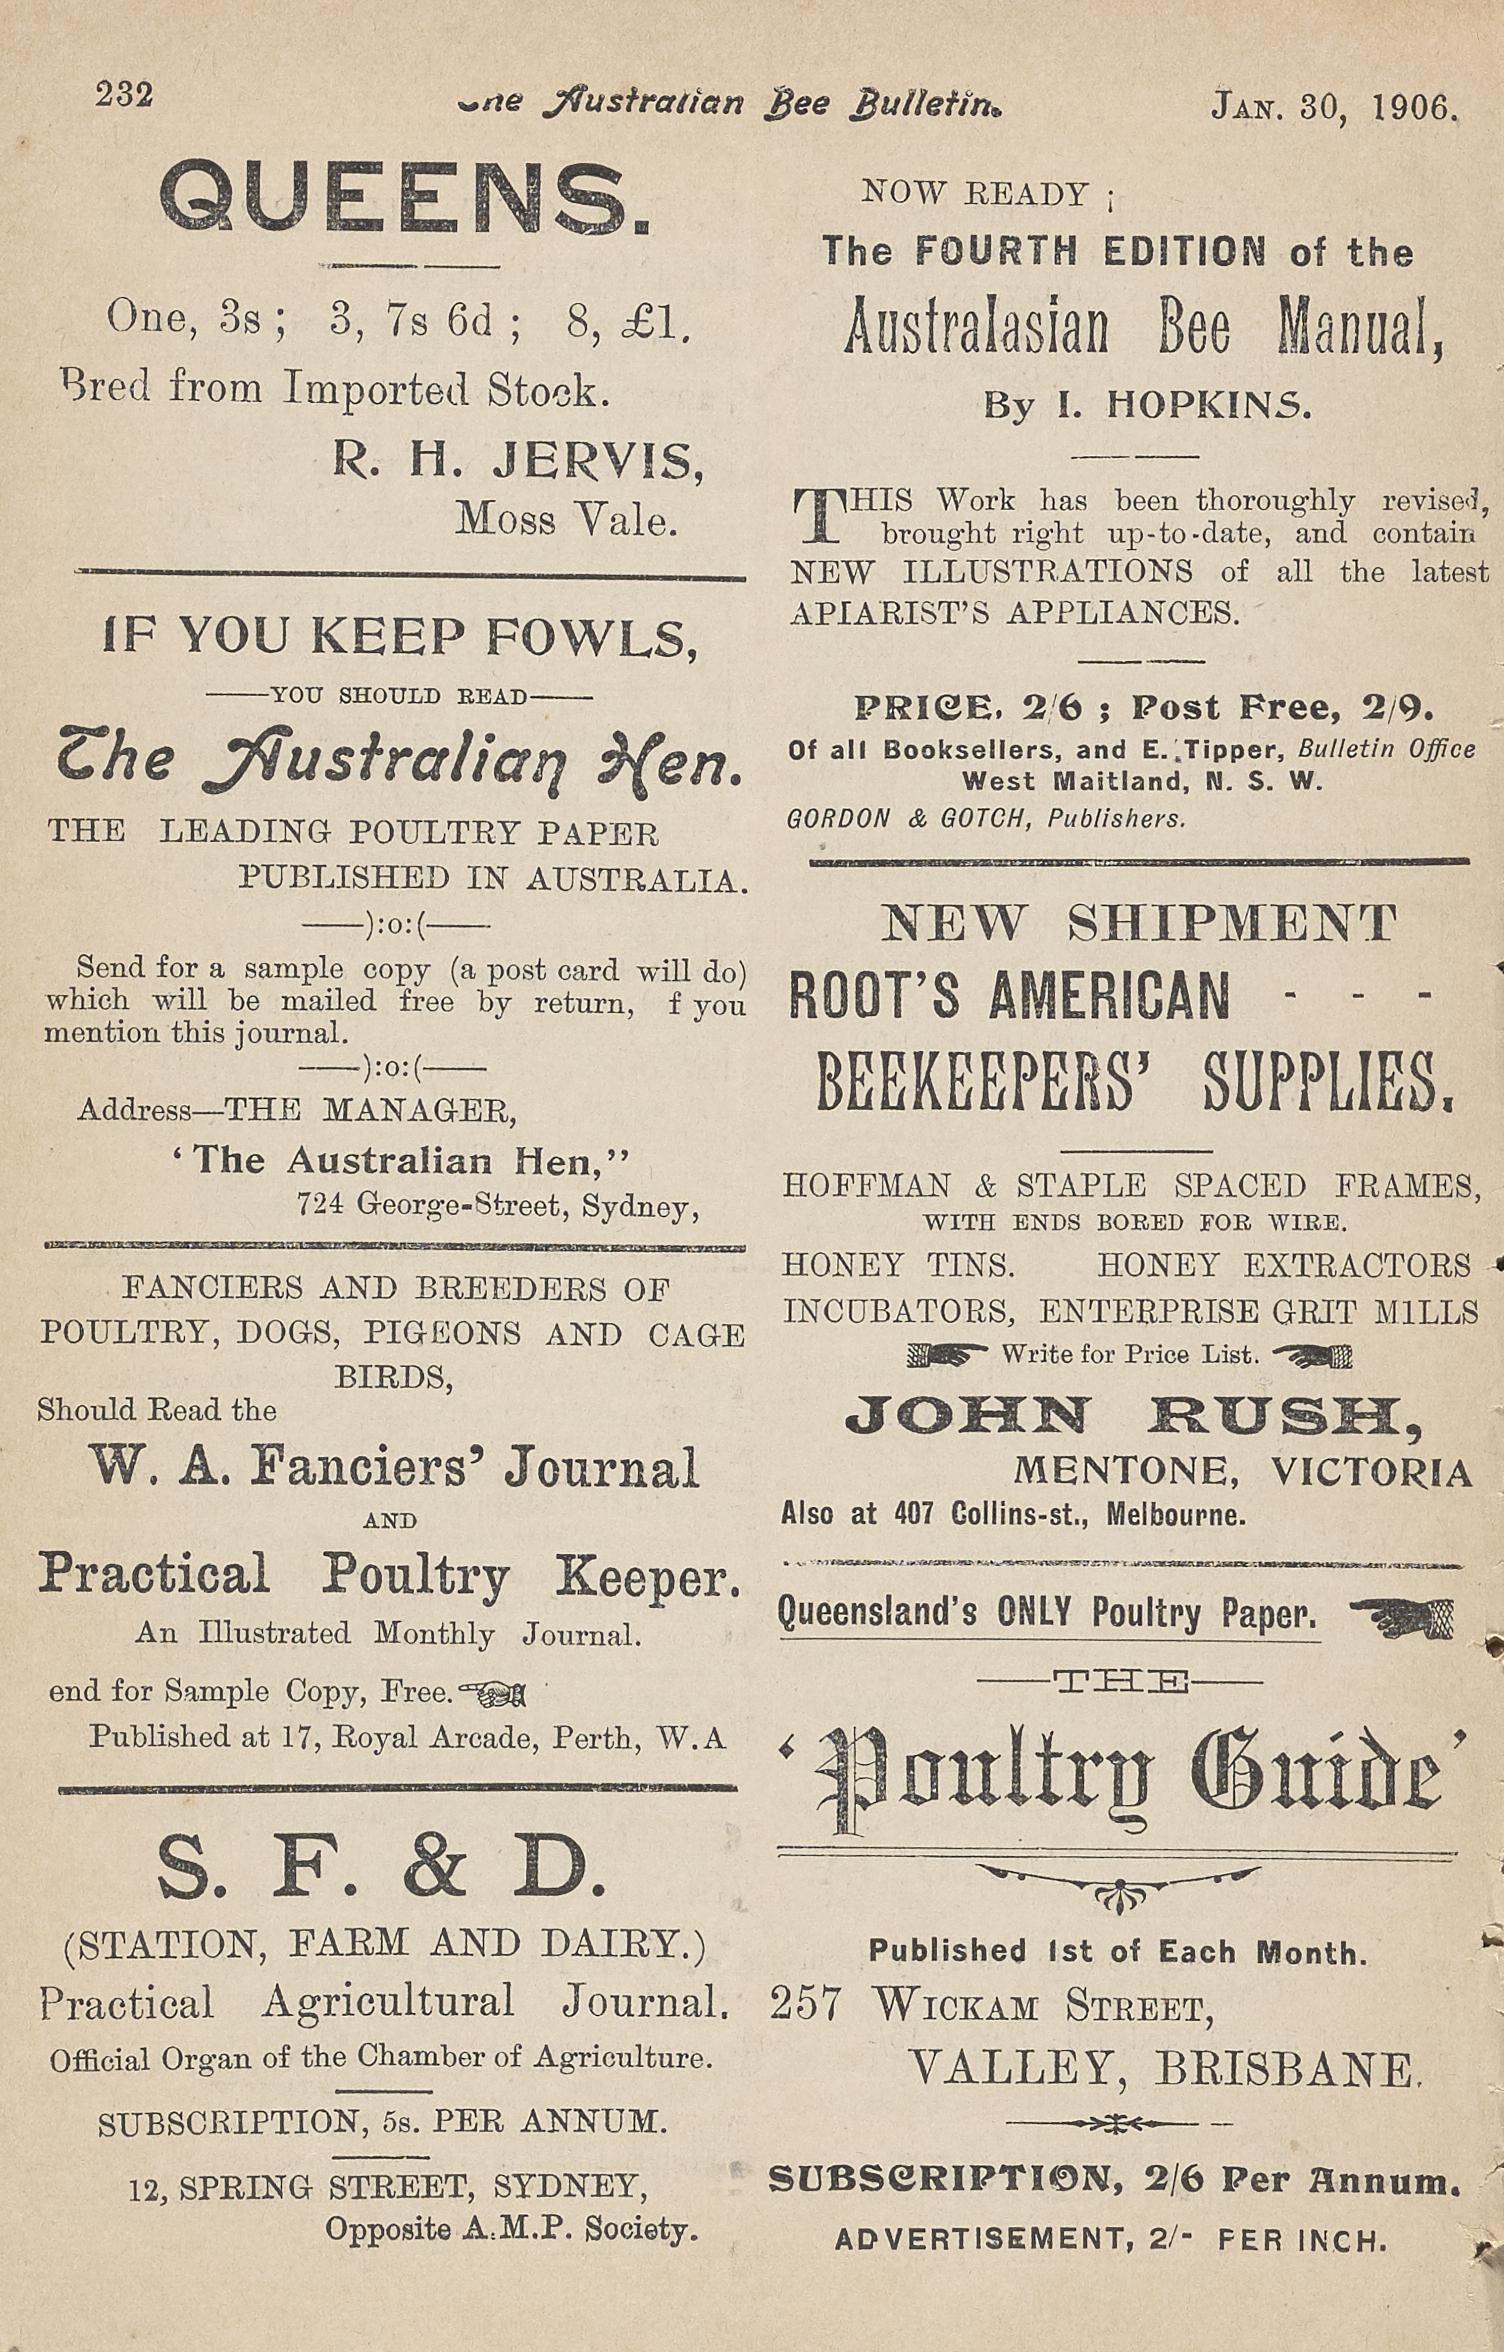 232
The Australian Bee Bulletin.
JAN. 30, 1906.
QUEENS.
One, 3s ; 3, 7s 6d ; 8, £1.
Bred from Imported Stock.
R. H. JERVIS,
Moss Vale.
IF YOU KEEP FOWLS,
YOU SHOULD READ
The Australian Hen.
THE LEADING POULTRY PAPER
PUBLISHED IN AUSTRALIA.
——):o:(——
Send for a sample copy (a post card will do)
which will be mailed free by return, f you
mention this journal.
——):o:(——
Address—THE MANAGER,
‘The Australian Hen,”
724 George-Street, Sydney,
FANCIERS AND BREEDERS OF
POULTRY, DOGS, PIGEONS AND CAGE
BIRDS,
Should Read the
W. A. Fanciers’ Journal
AND
Practical Poultry Keeper.
An Illustrated Monthly Journal.
end for Sample Copy, Free.
Published at 17, Royal Arcade, Perth, W.A
S. F. & D.
(STATION, FARM AND DAIRY.)
Practical Agricultural Journal.
Official Organ of the Chamber of Agriculture.
SUBSCRIPTION, 5s. PER ANNUM.
12, SPRING STREET, SYDNEY,
Opposite A.M.P. Society.
NOW READY ;
The FOURTH EDITION of the
Australasian Bee Manual,
By I. HOPKINS.
THIS Work has been thoroughly revised,
brought right up-to-date, and contain
NEW ILLUSTRATIONS of all the latest
APIARIST’S APPLIANCES.
PRICE. 2/6 ; Post Free, 2/9.
Of all Booksellers, and E. Tipper, Bulletin Office
West Maitland, N. S. W.
GORDON & GOTCH, Publishers.
NEW SHIPMENT
ROOT’S AMERICAN - - -
BEEKEEPERS’ SUPPLIES.
HOFFMAN & STAPLE SPACED FRAMES,
WITH ENDS BORED FOR WIRE.
HONEY TINS. HONEY EXTRACTORS
INCUBATORS, ENTERPRISE GRIT M1LLS
Write for Price List.
JOHN RUSH,
MENTONE, VICTORIA
Also at 407 Collins-st., Melbourne.
Queensland’s ONLY Poultry Paper.
THE
‘Poultry Guide’
Published 1st of Each Month.
257 WICKAM STREET,
VALLEY, BRISBANE.
SUBSCRIPTION, 2/6 Per Annum.
ADVERTISEMENT, 2/- PER INCH.